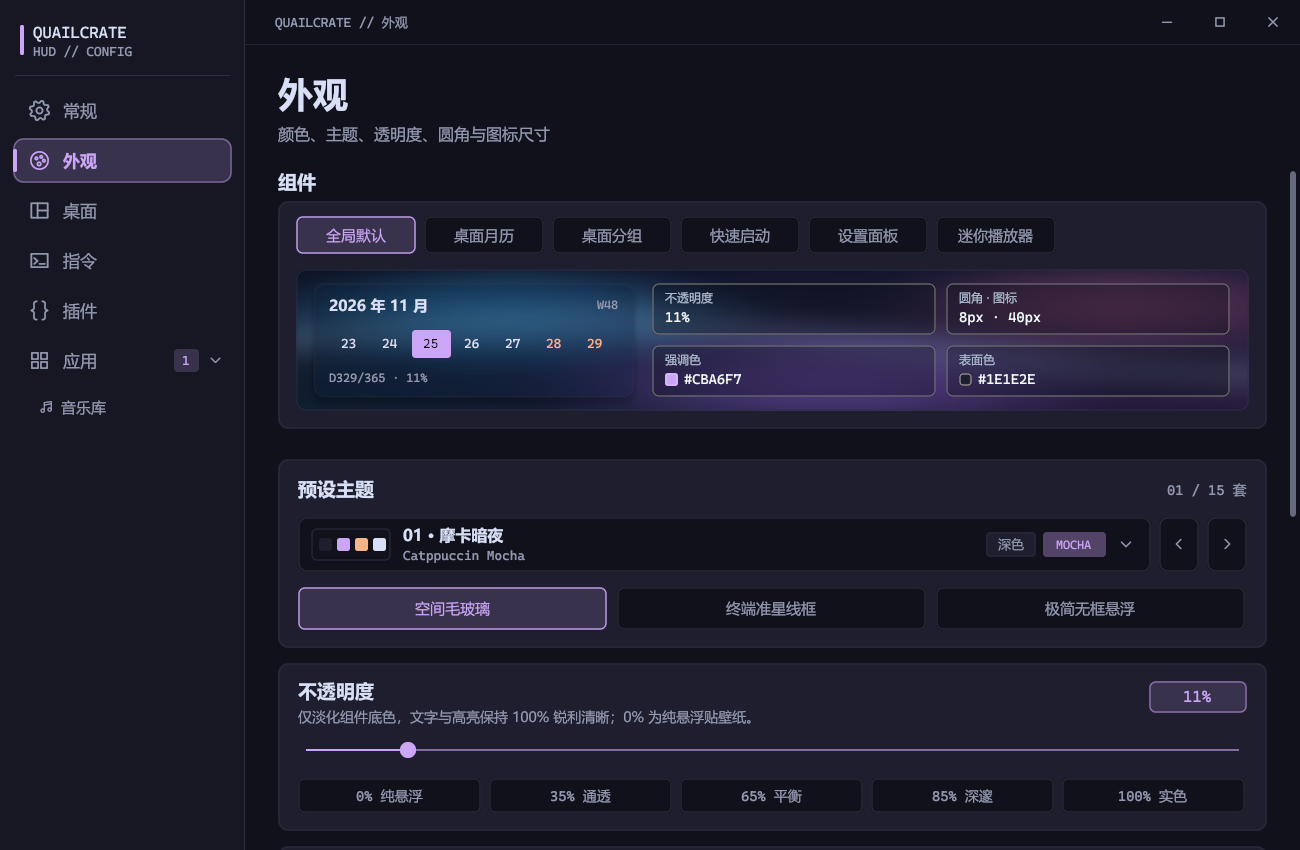 QUAILCRATE
HUD // CONFIG
常规
外观
桌面
指令
插件
应用 1
音乐库
QUAILCRATE // 外观
外观
颜色、主题、透明度、圆角与图标尺寸
组件
全局默认 桌面月历 桌面分组 快速启动 设置面板 迷你播放器
2026 年 11 月 W48
23 24 25 26 27 28 29
D329/365 · 11%
不透明度
11%
圆角 · 图标
8px · 40px
强调色
#CBA6F7
表面色
#1E1E2E
预设主题 01 / 15 套
01 • 摩卡暗夜
Catppuccin Mocha
深色 MOCHA
空间毛玻璃 终端准星线框 极简无框悬浮
不透明度
11%
仅淡化组件底色，文字与高亮保持 100% 锐利清晰；0% 为纯悬浮贴壁纸。
0% 纯悬浮 35% 通透 65% 平衡 85% 深邃 100% 实色